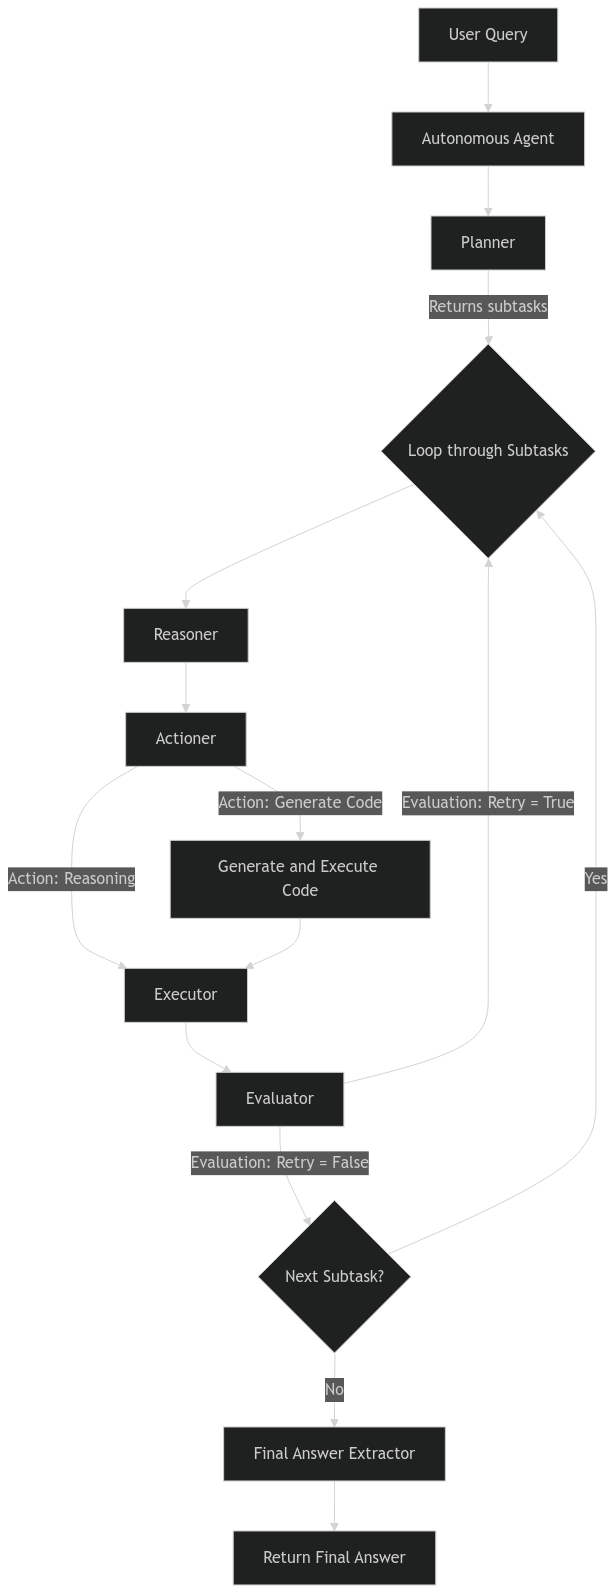 User Query
Autonomous Agent
Planner
Returns subtasks
Loop through Subtasks
Reasoner
Actioner
Action: Generate Code
Evaluation: Retry = True
Generate and Execute
Code
Action: Reasoning
Yes
Executor
Evaluator
Evaluation: Retry = False
Next Subtask?
No
Final Answer Extractor
Return Final Answer